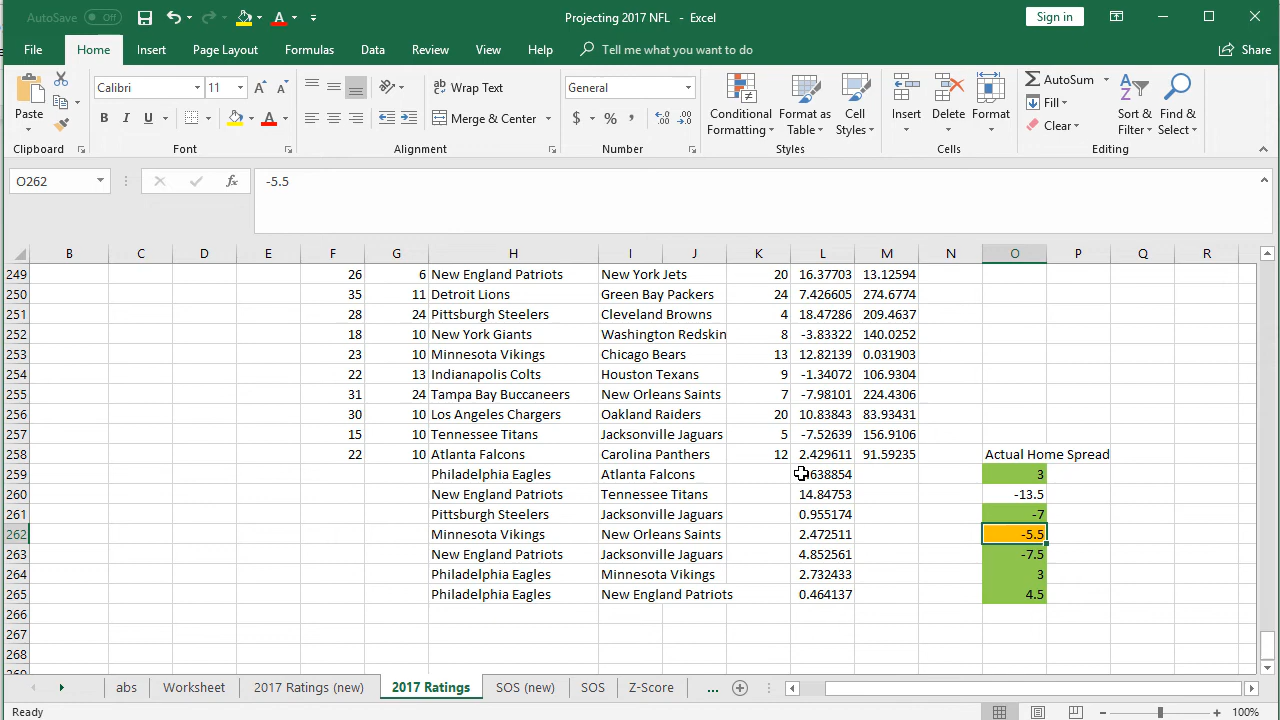 AutoSave Off Projecting 2017 NFL - Excel Sign in
File Home Insert Page Layout Formulas Data Review View Help Tell me what you want to do Share
Paste Calibri 11 A A Wrap Text General Conditional Formatting Format as Table Cell Styles Insert Delete Format AutoSum Fill Clear Sort & Filter Find & Select
B I U A Merge & Center $ % ,
Clipboard Font Alignment Number Styles Cells Editing
O262 fx -5.5
B C D E F G H I J K L M N O P Q R
249 26 6 New England Patriots New York Jets 20 16.37703 13.12594
250 35 11 Detroit Lions Green Bay Packers 24 7.426605 274.6774
251 28 24 Pittsburgh Steelers Cleveland Browns 4 18.47286 209.4637
252 18 10 New York Giants Washington Redskin 8 -3.83322 140.0252
253 23 10 Minnesota Vikings Chicago Bears 13 12.82139 0.031903
254 22 13 Indianapolis Colts Houston Texans 9 -1.34072 106.9304
255 31 24 Tampa Bay Buccaneers New Orleans Saints 7 -7.98101 224.4306
256 30 10 Los Angeles Chargers Oakland Raiders 20 10.83843 83.93431
257 15 10 Tennessee Titans Jacksonville Jaguars 5 -7.52639 156.9106
258 22 10 Atlanta Falcons Carolina Panthers 12 2.429611 91.59235 Actual Home Spread
259 Philadelphia Eagles Atlanta Falcons 638854 3
260 New England Patriots Tennessee Titans 14.84753 -13.5
261 Pittsburgh Steelers Jacksonville Jaguars 0.955174 -7
262 Minnesota Vikings New Orleans Saints 2.472511 -5.5
263 New England Patriots Jacksonville Jaguars 4.852561 -7.5
264 Philadelphia Eagles Minnesota Vikings 2.732433 3
265 Philadelphia Eagles New England Patriots 0.464137 4.5
266
267
268
abs Worksheet 2017 Ratings (new) 2017 Ratings SOS (new) SOS Z-Score ...
Ready 100%